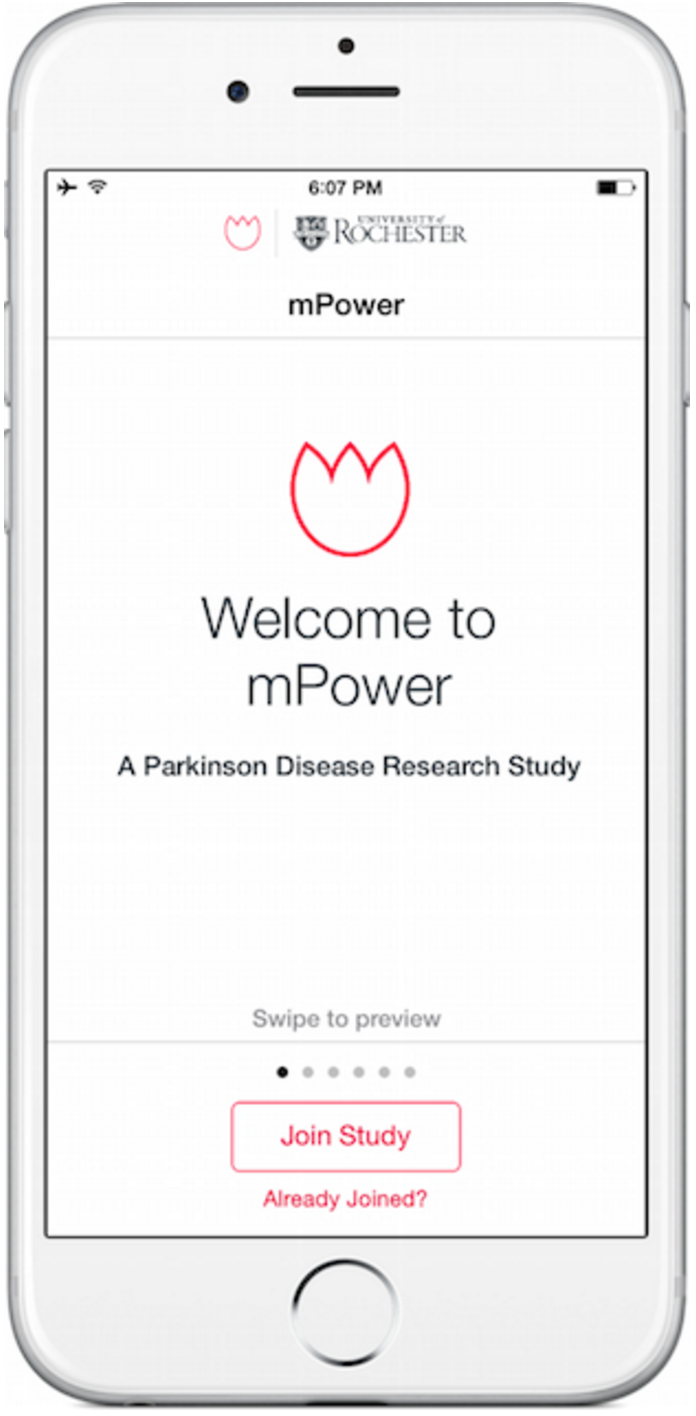 6:07 PM
UNIVERSITY of
ROCHESTER
mPower
Welcome to
mPower
A Parkinson Disease Research Study
Swipe to preview
Join Study
Already Joined?